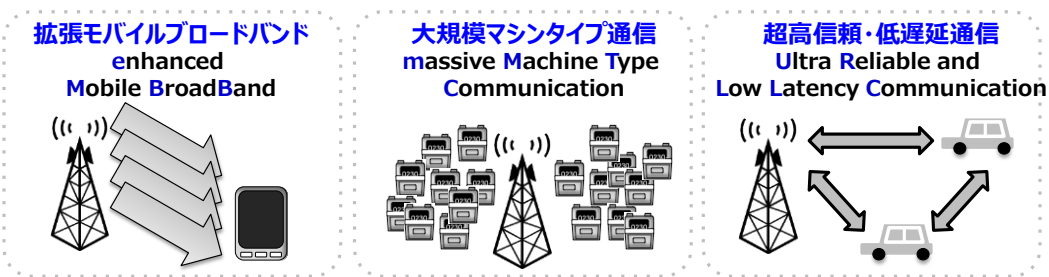 拡張モバイルブロードバンド
enhanced
Mobile BroadBand
大規模マシンタイプ通信
massive Machine Type
Communication
超高信頼・低遅延通信
Ultra Reliable and
Low Latency Communication